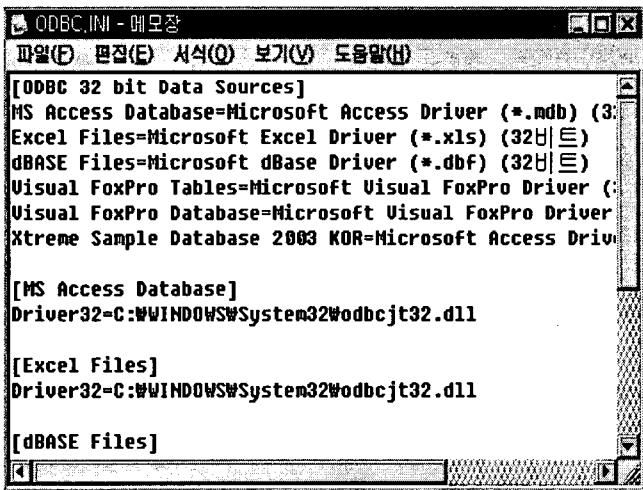 ODBC.INI - 메모장
파일(F) 편집(E) 서식(O) 보기(V) 도움말(H)
[ODBC 32 bit Data Sources]
MS Access Database=Microsoft Access Driver (*.mdb) (3
Excel Files=Microsoft Excel Driver (*.xls) (32비트)
dBASE Files=Microsoft dBase Driver (*.dbf) (32비트)
Visual FoxPro Tables=Microsoft Visual FoxPro Driver (
Visual FoxPro Database=Microsoft Visual FoxPro Driver
Xtreme Sample Database 2003 KOR=Microsoft Access Driv
[MS Access Database]
Driver32=C:₩WINDOWS₩System32₩odbcjt32.dll
[Excel Files]
Driver32=C:₩WINDOWS₩System32₩odbcjt32.dll
[dBASE Files]